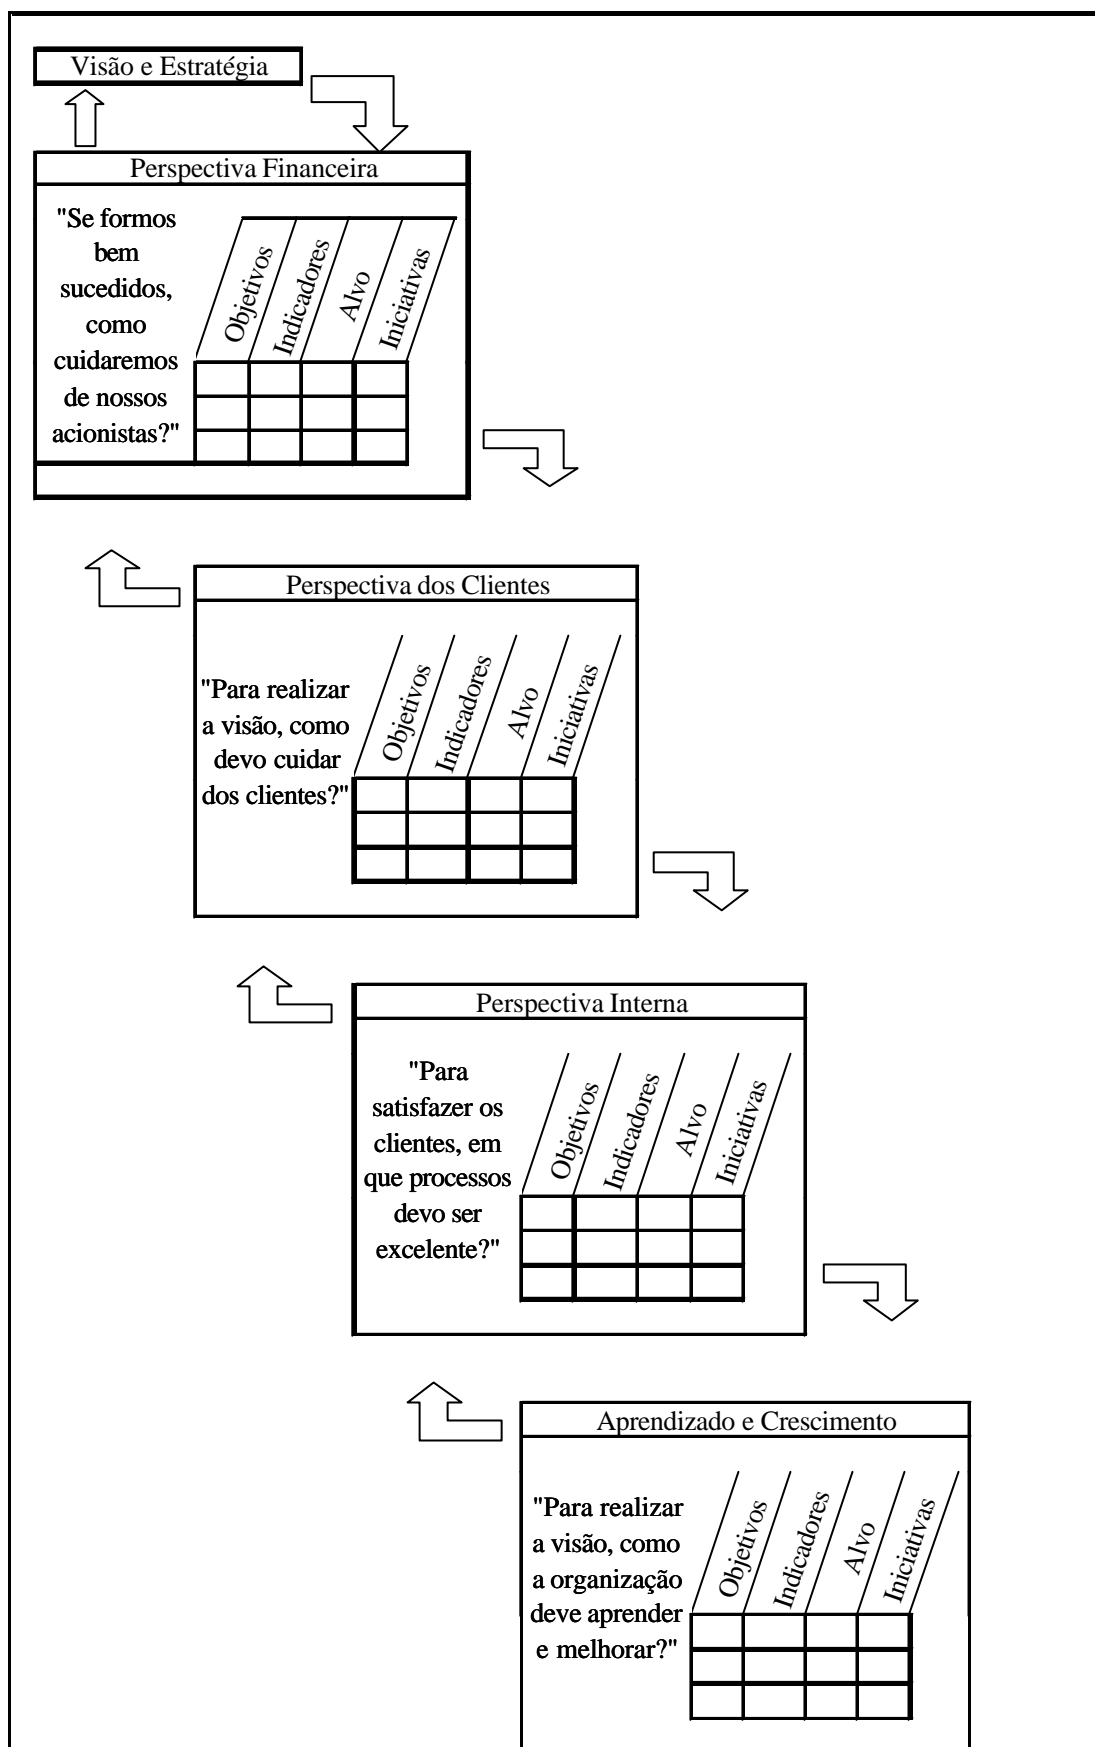 Visão e Estratégia
Perspectiva Financeira
"Se formos
bem
sucedidos,
como
cuidaremos
de nossos
acionistas?"
Objetivos
Indicadores
Alvo
Iniciativas
Perspectiva dos Clientes
"Para realizar
a visão, como
devo cuidar
dos clientes?"
Objetivos
Indicadores
Alvo
Iniciativas
Perspectiva Interna
"Para
satisfazer os
clientes, em
que processos
devo ser
excelente?"
Objetivos
Indicadores
Alvo
Iniciativas
Aprendizado e Crescimento
"Para realizar
a visão, como
a organização
deve aprender
e melhorar?"
Objetivos
Indicadores
Alvo
Iniciativas